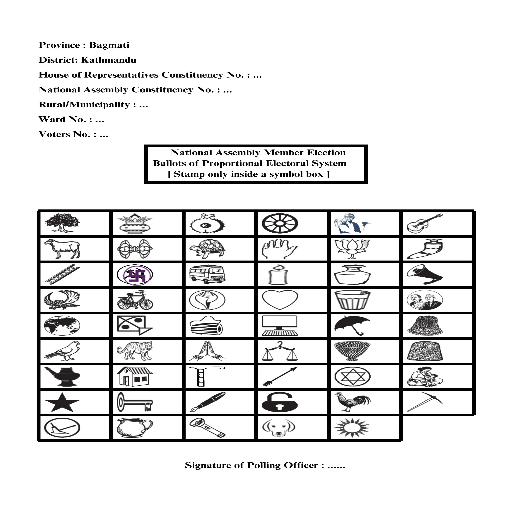 Province : Bagmati
District: Kathmandu
House of Representatives Constituency No. : ...
National Assembly Constituency No. : ...
Rural/Municipality : ...
Ward No. : ...
Voters No. : ...
National Assembly Member Election
Ballots of Proportional Electoral System
[ Stamp only inside a symbol box ]
Signature of Polling Officer : ......